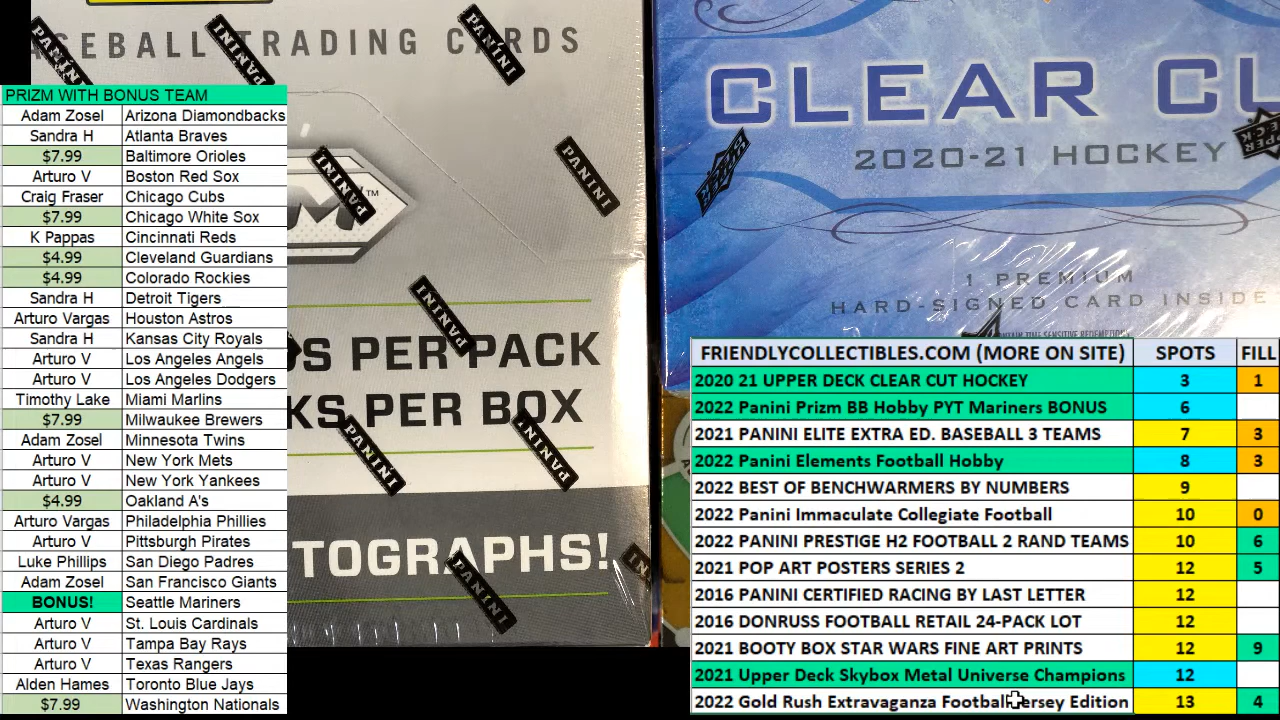 BASEBALL TRADING CARDS
PANINI
PANINI
PANINI
PRIZM WITH BONUS TEAM
Adam Zosel Arizona Diamondbacks
Sandra H Atlanta Braves
$7.99 Baltimore Orioles
Arturo V Boston Red Sox
Craig Fraser Chicago Cubs
$7.99 Chicago White Sox
K Pappas Cincinnati Reds
$4.99 Cleveland Guardians
$4.99 Colorado Rockies
Sandra H Detroit Tigers
Arturo Vargas Houston Astros
Sandra H Kansas City Royals
Arturo V Los Angeles Angels
Arturo V Los Angeles Dodgers
Timothy Lake Miami Marlins
$7.99 Milwaukee Brewers
Adam Zosel Minnesota Twins
Arturo V New York Mets
Arturo V New York Yankees
$4.99 Oakland A's
Arturo Vargas Philadelphia Phillies
Arturo V Pittsburgh Pirates
Luke Phillips San Diego Padres
Adam Zosel San Francisco Giants
BONUS! Seattle Mariners
Arturo V St. Louis Cardinals
Arturo V Tampa Bay Rays
Arturo V Texas Rangers
Alden Hames Toronto Blue Jays
$7.99 Washington Nationals
PANINI
PANINI
TM
PANINI
S PER PACK
KS PER BOX
PANINI
PANINI
TOGRAPHS!
PANINI
CLEAR CU
2020-21 HOCKEY
UPPER DECK
1 PREMIUM
HARD-SIGNED CARD INSIDE
FRIENDLYCOLLECTIBLES.COM (MORE ON SITE) SPOTS FILL
2020 21 UPPER DECK CLEAR CUT HOCKEY 3 1
2022 Panini Prizm BB Hobby PYT Mariners BONUS 6
2021 PANINI ELITE EXTRA ED. BASEBALL 3 TEAMS 7 3
2022 Panini Elements Football Hobby 8 3
2022 BEST OF BENCHWARMERS BY NUMBERS 9
2022 Panini Immaculate Collegiate Football 10 0
2022 PANINI PRESTIGE H2 FOOTBALL 2 RAND TEAMS 10 6
2021 POP ART POSTERS SERIES 2 12 5
2016 PANINI CERTIFIED RACING BY LAST LETTER 12
2016 DONRUSS FOOTBALL RETAIL 24-PACK LOT 12
2021 BOOTY BOX STAR WARS FINE ART PRINTS 12 9
2021 Upper Deck Skybox Metal Universe Champions 12
2022 Gold Rush Extravaganza Football Jersey Edition 13 4